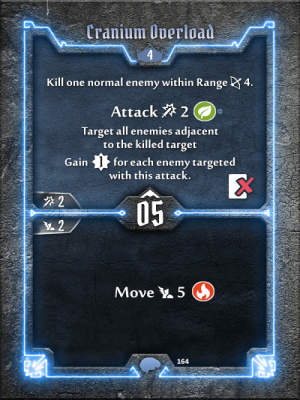 Cranium Overload
4
Kill one normal enemy within Range 4.
Attack 2
Target all enemies adjacent
to the killed target
Gain 1 for each enemy targeted
with this attack.
2
05
2
Move 5
164